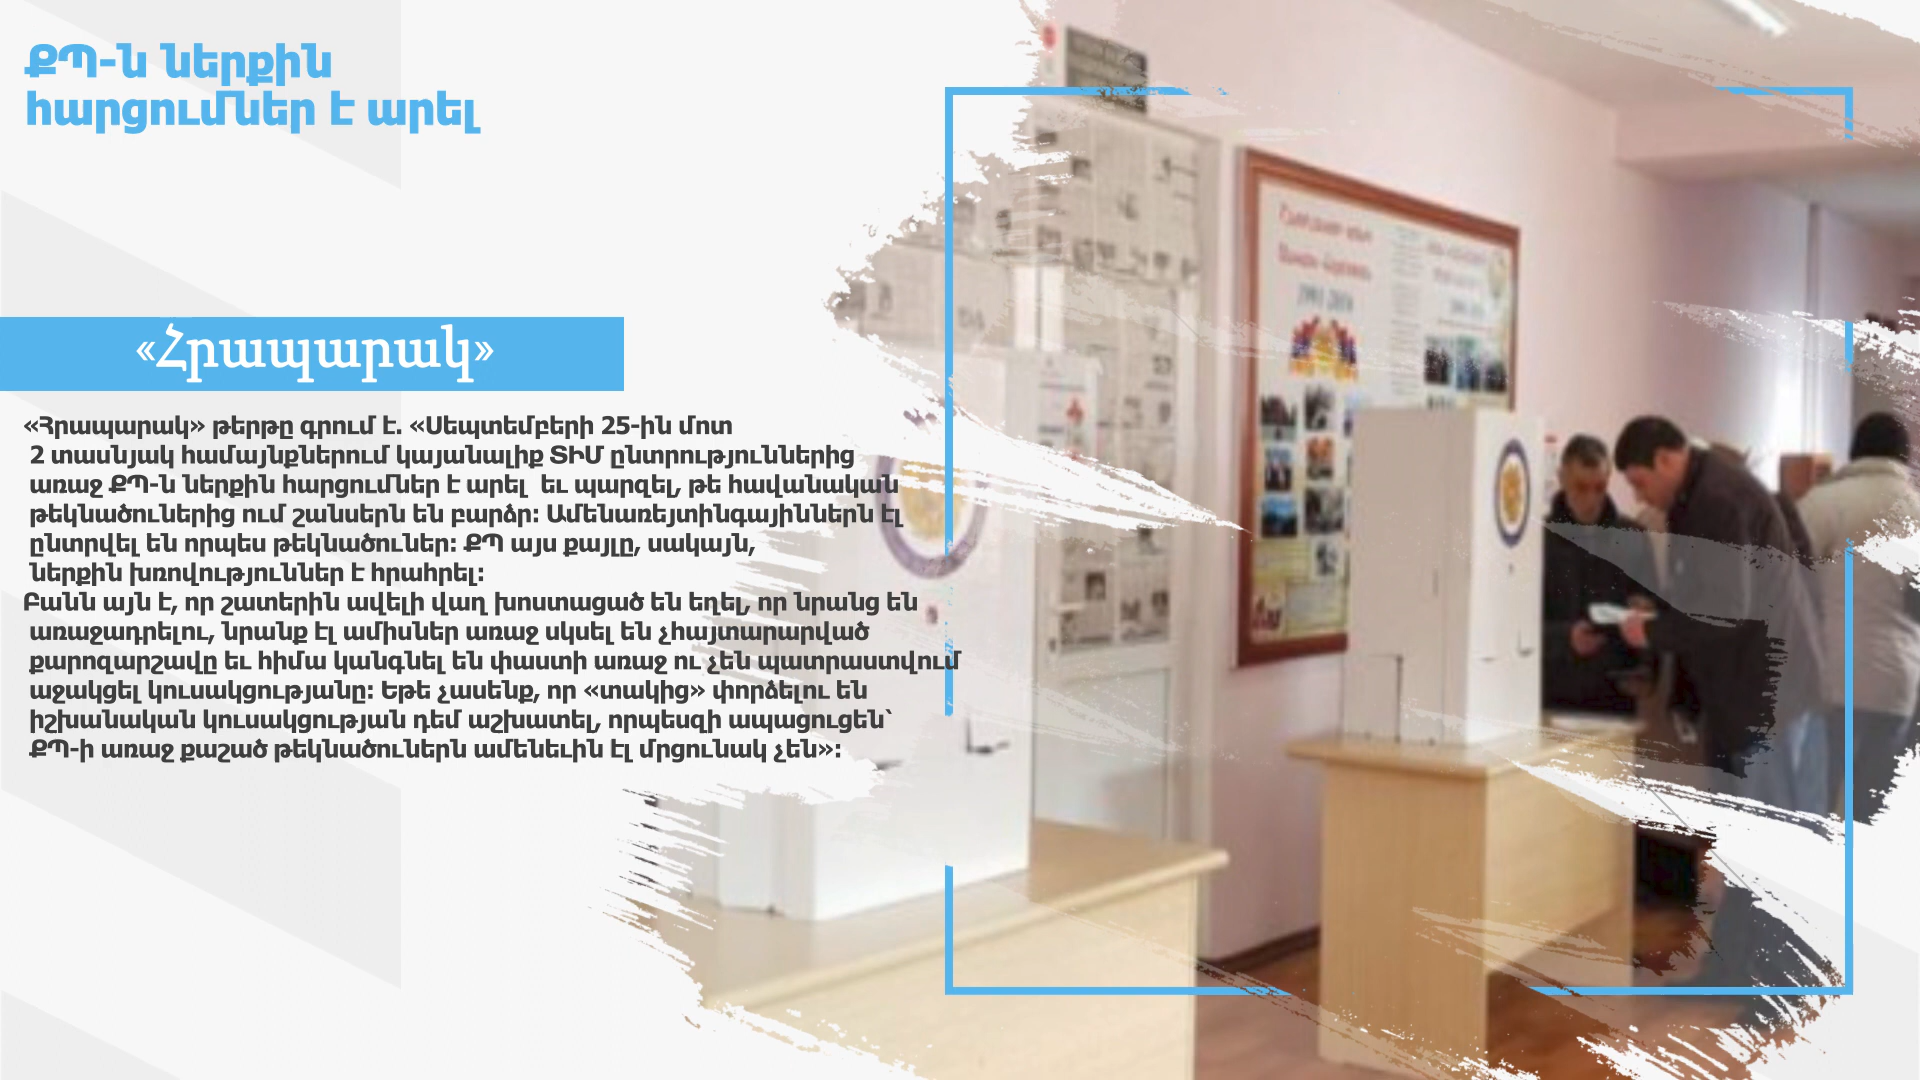 ՔՊ-ն ներքին
հարցումներ է արել
«Հրապարակ»
«Հրապարակ» թերթը գրում է. «Սեպտեմբերի 25-ին մոտ
2 տասնյակ համայնքներում կայանալիք ՏԻՄ ընտրություններից
առաջ ՔՊ-ն ներքին հարցումներ է արել եւ պարզել, թե հավանական
թեկնածուներից ում շանսերն են բարձր: Ամենառեյտինգայիններն էլ
ընտրվել են որպես թեկնածուներ: ՔՊ այս քայլը, սակայն,
ներքին խռովություններ է հրահրել:
Բանն այն է, որ շատերին ավելի վաղ խոստացած են եղել, որ նրանց են
առաջադրելու, նրանք էլ ամիսներ առաջ սկսել են չհայտարարված
քարոզարշավը եւ հիմա կանգնել են փաստի առաջ ու չեն պատրաստվում
աջակցել կուսակցությանը: Եթե չասենք, որ «տակից» փորձելու են
իշխանական կուսակցության դեմ աշխատել, որպեսզի ապացուցեն՝
ՔՊ-ի առաջ քաշած թեկնածուներն ամենեւին էլ մրցունակ չեն»: